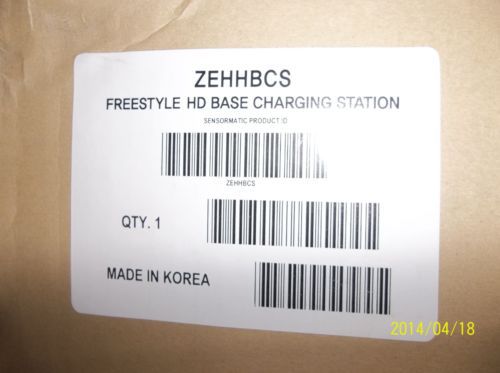 ZEHHBCS
FREESTYLE HD BASE CHARGING STATION
SENSORMATIC PRODUCT ID
ZEHHBCS
QTY. 1
MADE IN KOREA
2014/04/18